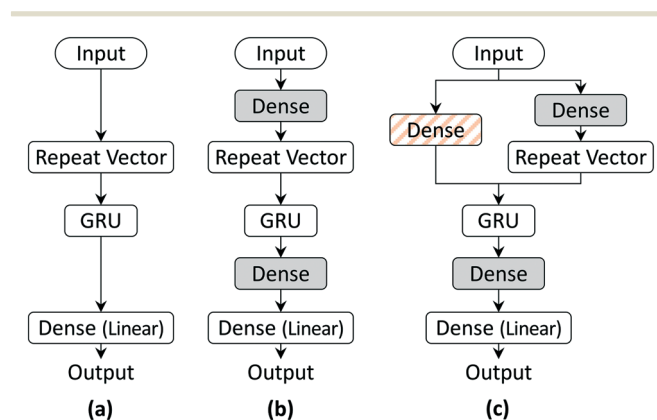 Input
Repeat Vector
GRU
Dense (Linear)
Output
(a)
Input
Dense
Repeat Vector
GRU
Dense
Dense (Linear)
Output
(b)
Input
Dense
Dense
Repeat Vector
GRU
Dense
Dense (Linear)
Output
(c)